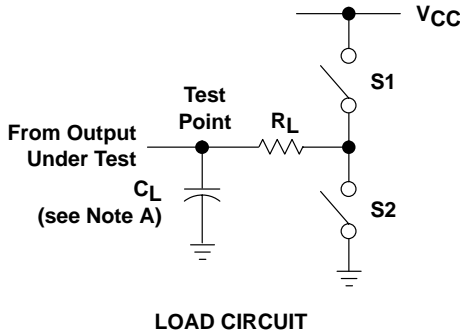 VCC
S1
Test
Point
RL
From Output
Under Test
CL
(see Note A)
S2
LOAD CIRCUIT